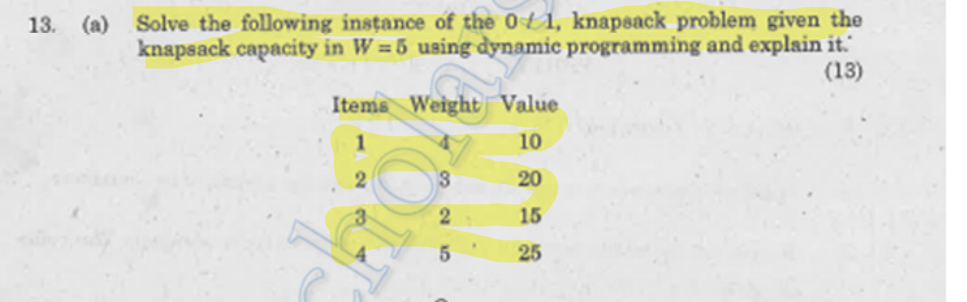 13. (a) Solve the following instance of the 0/1, knapsack problem given the
knapsack capacity in W = 5 using dynamic programming and explain it.
(13)
Items Weight Value
1 4 10
2 3 20
3 2 15
4 5 25